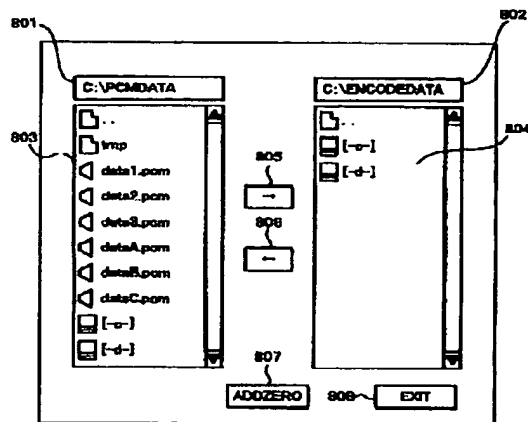 801
802
C:\PCMDATA
C:\ENCODEDATA
803
..
tmp
data1.pcm
data2.pcm
data3.pcm
dataA.pcm
dataB.pcm
dataC.pcm
[-c-]
[-d-]
805
→
806
←
..
[-c-]
[-d-]
804
807
ADDZERO
808
EXIT